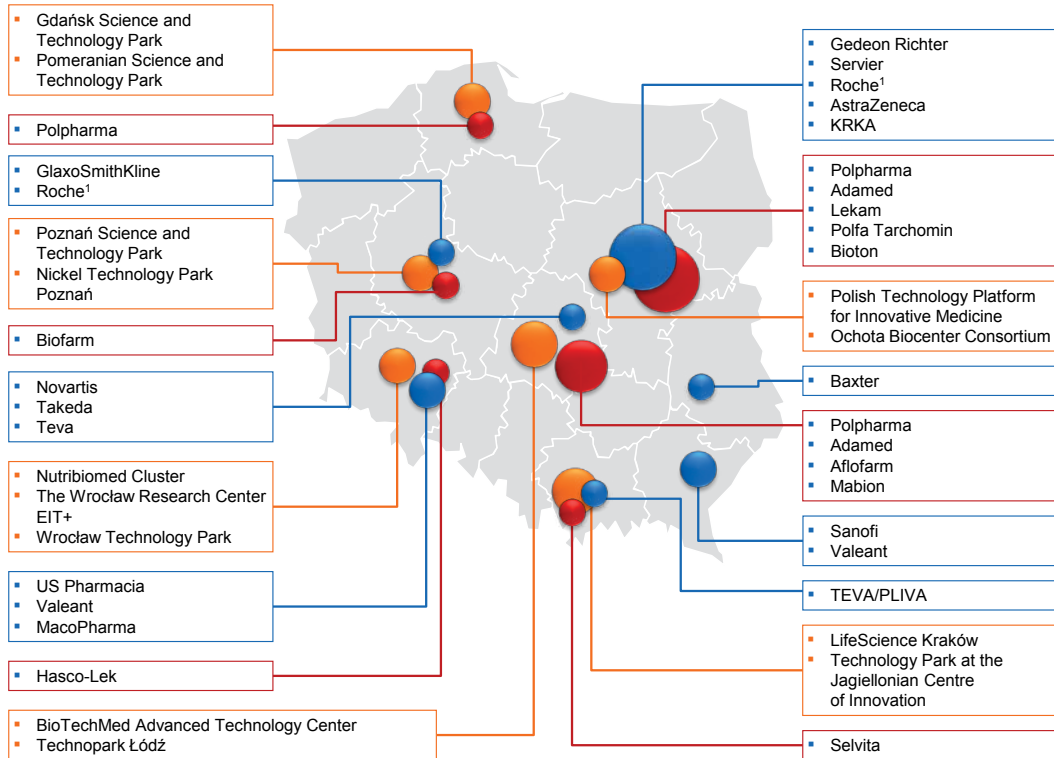 Gdańsk Science and
Technology Park
Pomeranian Science and
Technology Park
Polpharma
GlaxoSmithKline
Roche¹
Poznań Science and
Technology Park
Nickel Technology Park
Poznań
Biofarm
Novartis
Takeda
Teva
Nutribiomed Cluster
The Wrocław Research Center
EIT+
Wrocław Technology Park
US Pharmacia
Valeant
MacoPharma
Hasco-Lek
BioTechMed Advanced Technology Center
Technopark Łódź
Gedeon Richter
Servier
Roche¹
AstraZeneca
KRKA
Polpharma
Adamed
Lekam
Polfa Tarchomin
Bioton
Polish Technology Platform
for Innovative Medicine
Ochota Biocenter Consortium
Baxter
Polpharma
Adamed
Aflofarm
Mabion
Sanofi
Valeant
TEVA/PLIVA
LifeScience Kraków
Technology Park at the
Jagiellonian Centre
of Innovation
Selvita